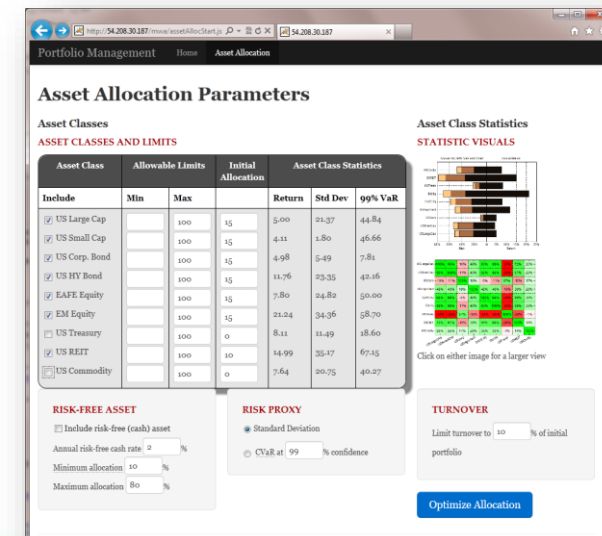 http://54.208.30.187/mwa/assetAllocStart.js
54.208.30.187
Portfolio Management Home Asset Allocation
Asset Allocation Parameters
Asset Classes
ASSET CLASSES AND LIMITS
Asset Class Allowable Limits Initial Allocation Asset Class Statistics
Include Min Max Return Std Dev 99% VaR
US Large Cap 100 15 5.00 21.37 44.84
US Small Cap 100 15 4.11 1.80 46.66
US Corp. Bond 100 15 4.98 5.49 7.81
US HY Bond 100 15 11.76 23.35 42.16
EAFE Equity 100 15 7.80 24.82 50.00
EM Equity 100 15 21.24 34.36 58.70
US Treasury 100 0 8.11 11.49 18.60
US REIT 100 10 14.99 35.17 67.15
US Commodity 100 0 7.64 20.75 40.27
Asset Class Statistics
STATISTIC VISUALS
Click on either image for a larger view
RISK-FREE ASSET
Include risk-free (cash) asset
Annual risk-free cash rate 2 %
Minimum allocation 10 %
Maximum allocation 80 %
RISK PROXY
Standard Deviation
CVaR at 99 % confidence
TURNOVER
Limit turnover to 10 % of initial
portfolio
Optimize Allocation